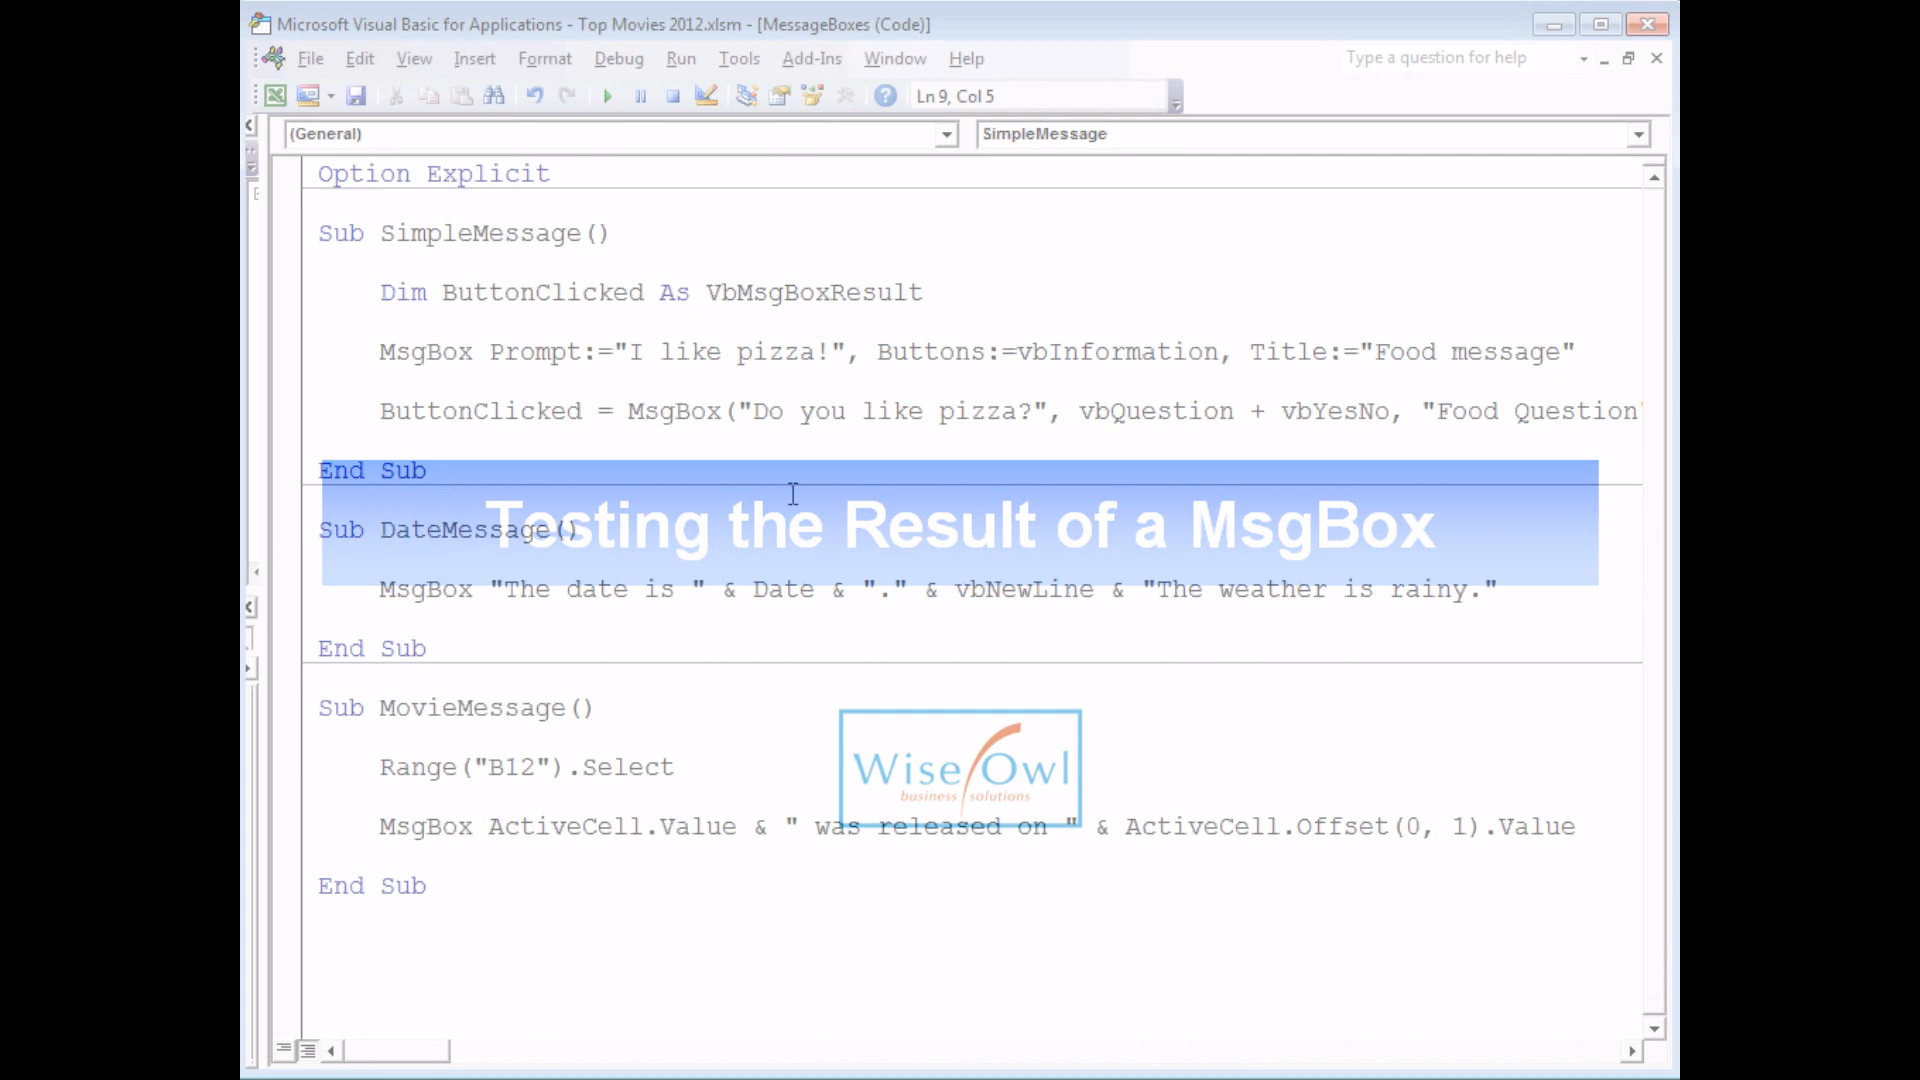 Microsoft Visual Basic for Applications - Top Movies 2012.xlsm - [MessageBoxes (Code)]
File Edit View Insert Format Debug Run Tools Add-Ins Window Help Type a question for help
Ln 9, Col 5
(General) SimpleMessage
Option Explicit
Sub SimpleMessage()
Dim ButtonClicked As VbMsgBoxResult
MsgBox Prompt:="I like pizza!", Buttons:=vbInformation, Title:="Food message"
ButtonClicked = MsgBox("Do you like pizza?", vbQuestion + vbYesNo, "Food Question"
End Sub
Testing the Result of a MsgBox
Sub DateMessage()
MsgBox "The date is " & Date & "." & vbNewLine & "The weather is rainy."
End Sub
Sub MovieMessage()
Range("B12").Select
Wise Owl
business solutions
MsgBox ActiveCell.Value & " was released on " & ActiveCell.Offset(0, 1).Value
End Sub